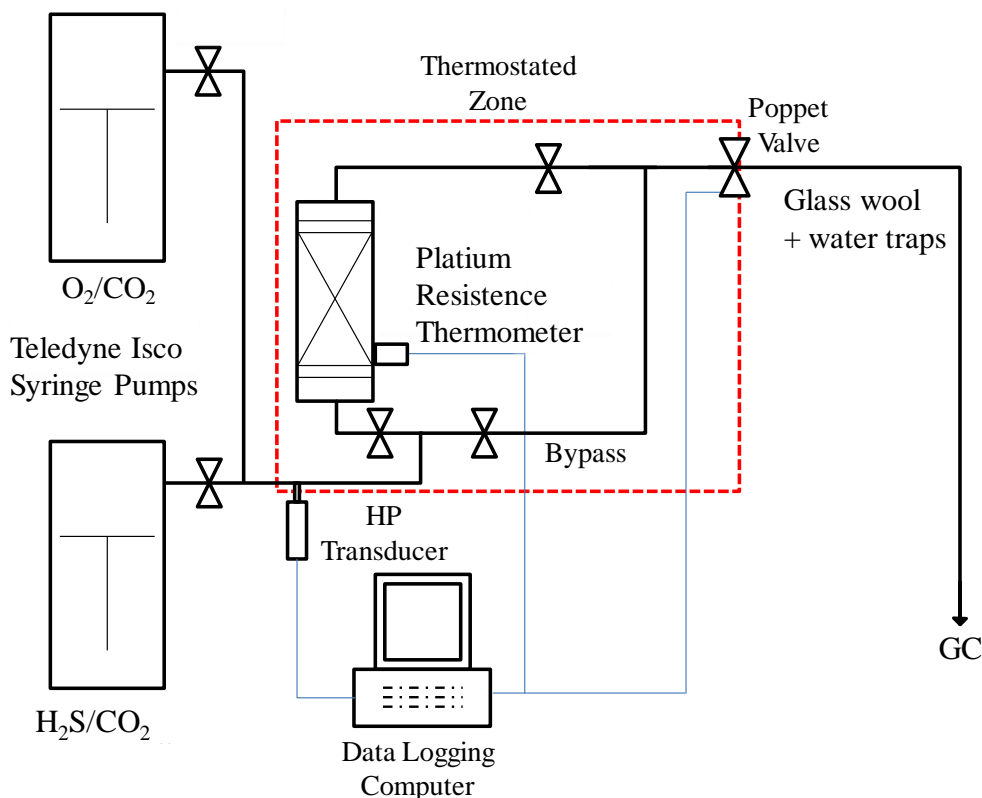 Thermostated
Zone
Poppet
Valve
Glass wool
+ water traps
O₂/CO₂
Platium
Resistence
Thermometer
Teledyne Isco
Syringe Pumps
Bypass
HP
Transducer
GC
H₂S/CO₂
Data Logging
Computer